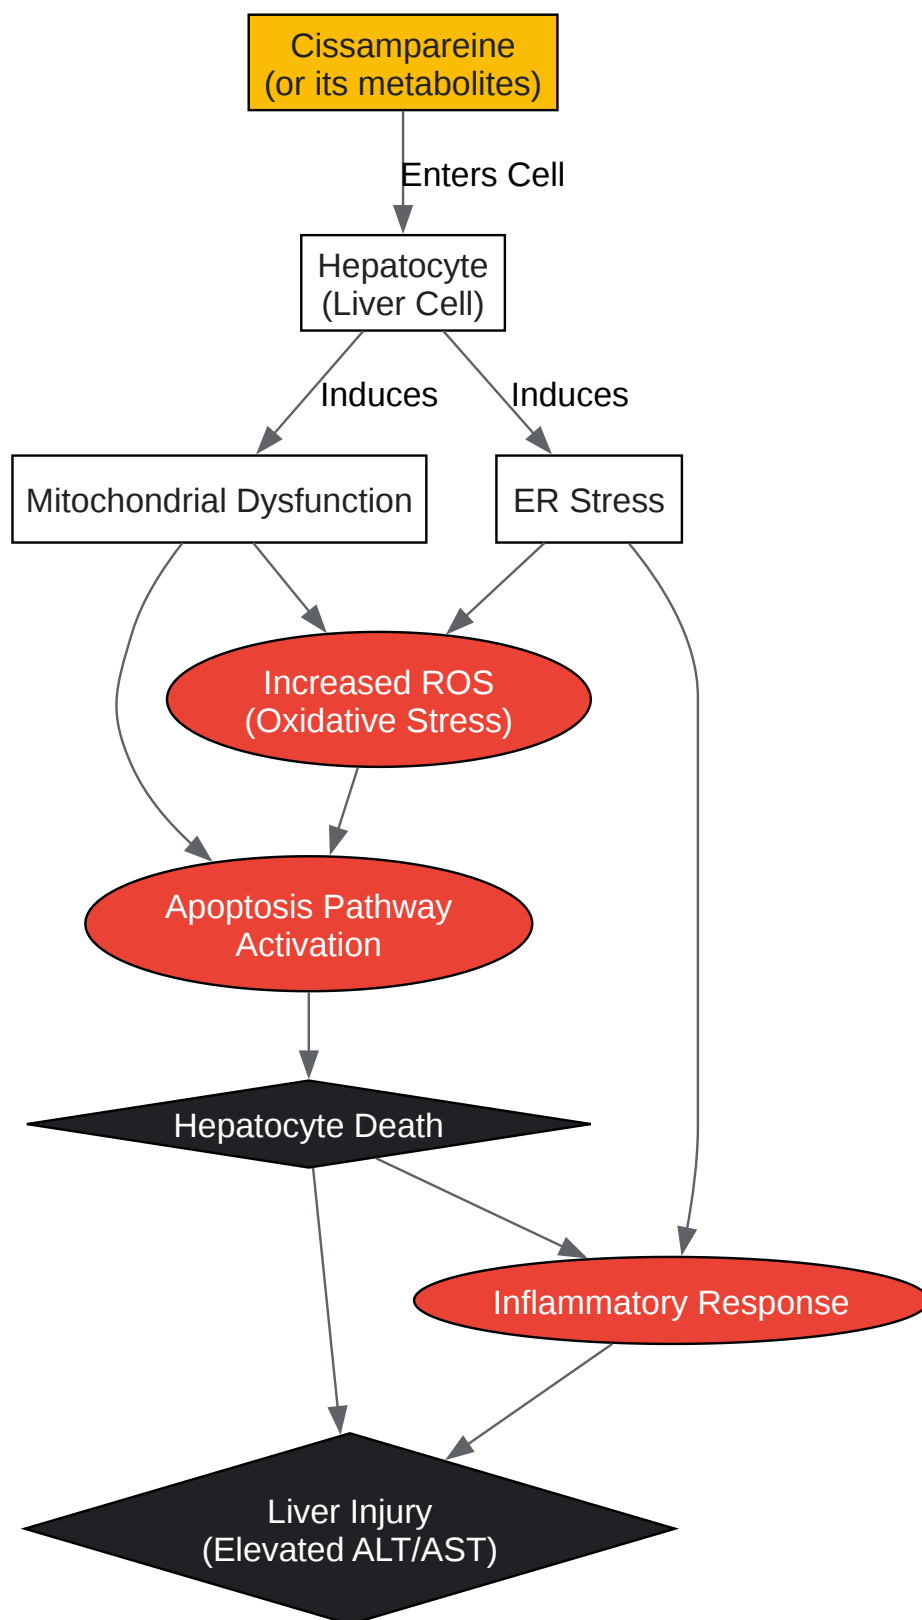 Cissampareine
(or its metabolites)
Enters Cell
Hepatocyte
(Liver Cell)
Induces
Induces
Mitochondrial Dysfunction
ER Stress
Increased ROS
(Oxidative Stress)
Apoptosis Pathway
Activation
Hepatocyte Death
Inflammatory Response
Liver Injury
(Elevated ALT/AST)